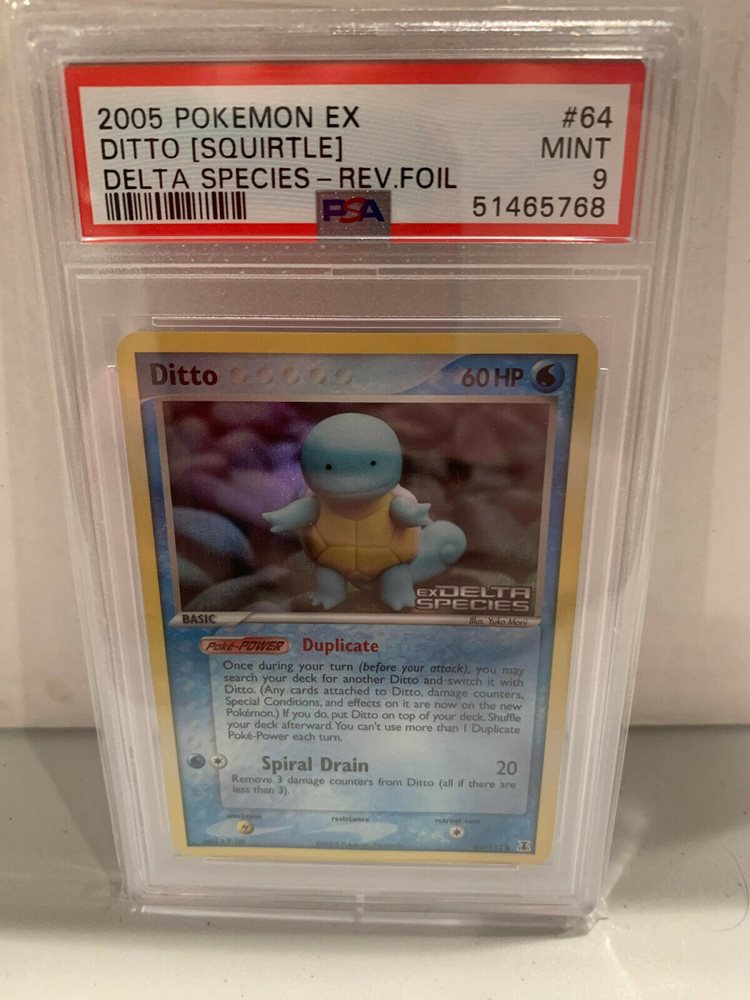 2005 POKEMON EX #64
DITTO [SQUIRTLE] MINT
DELTA SPECIES - REV.FOIL 9
PSA 51465768
Ditto 60 HP
EX DELTA
SPECIES
BASIC
Illus. Yuka Morii
Poké-POWER Duplicate
Once during your turn (before your attack), you may
search your deck for another Ditto and switch it with
Ditto. (Any cards attached to Ditto, damage counters,
Special Conditions, and effects on it are now on the new
Pokémon.) If you do, put Ditto on top of your deck. Shuffle
your deck afterward. You can't use more than 1 Duplicate
Poké-Power each turn.
Spiral Drain 20
Remove 3 damage counters from Ditto (all if there are
less than 3).
weakness resistance retreat cost